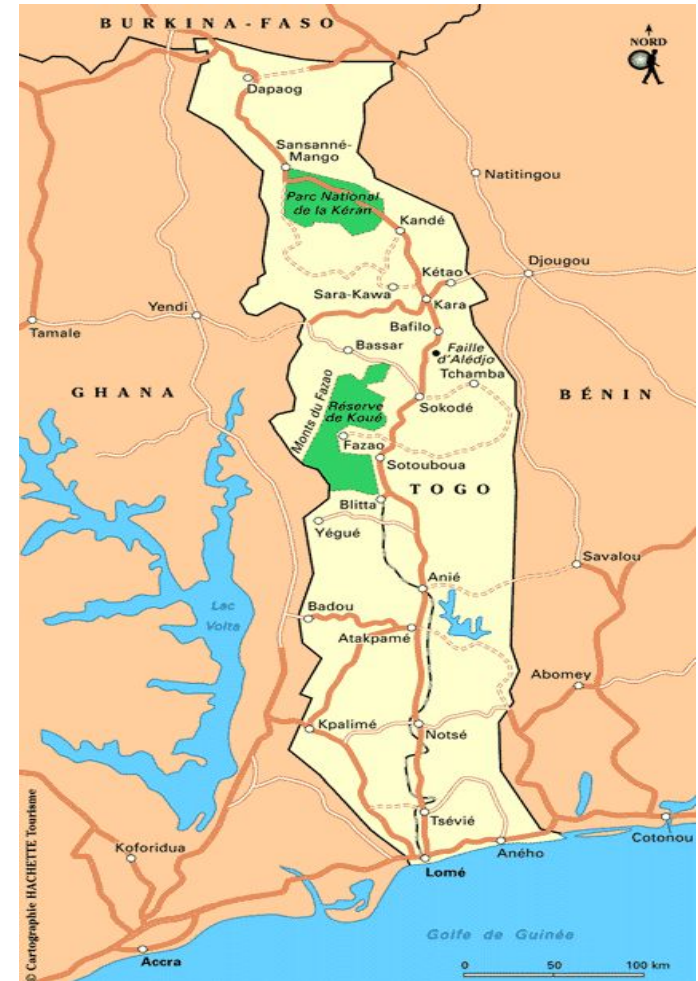 BURKINA-FASO
NORD
Dapaog
Sansanné-
Mango
Natitingou
Parc National
de la Kéran
Kandé
Djougou
Kétao
Sara-Kawa
Kara
Yendi
Tamale
Bafilo
Bassar
Faille
d'Alédjo
Tchamba
GHANA
BÉNIN
Monts du Fazao
Réserve
de Koué
Sokodé
Fazao
Sotouboua
TOGO
Blitta
Yégué
Savalou
Anié
Lac
Volta
Badou
Atakpamé
Abomey
Kpalimé
Notsé
Tsévié
Koforidua
Cotonou
Aného
Lomé
Golfe de Guinée
Accra
0 50 100 km
© Cartographie HACHETTE Tourisme